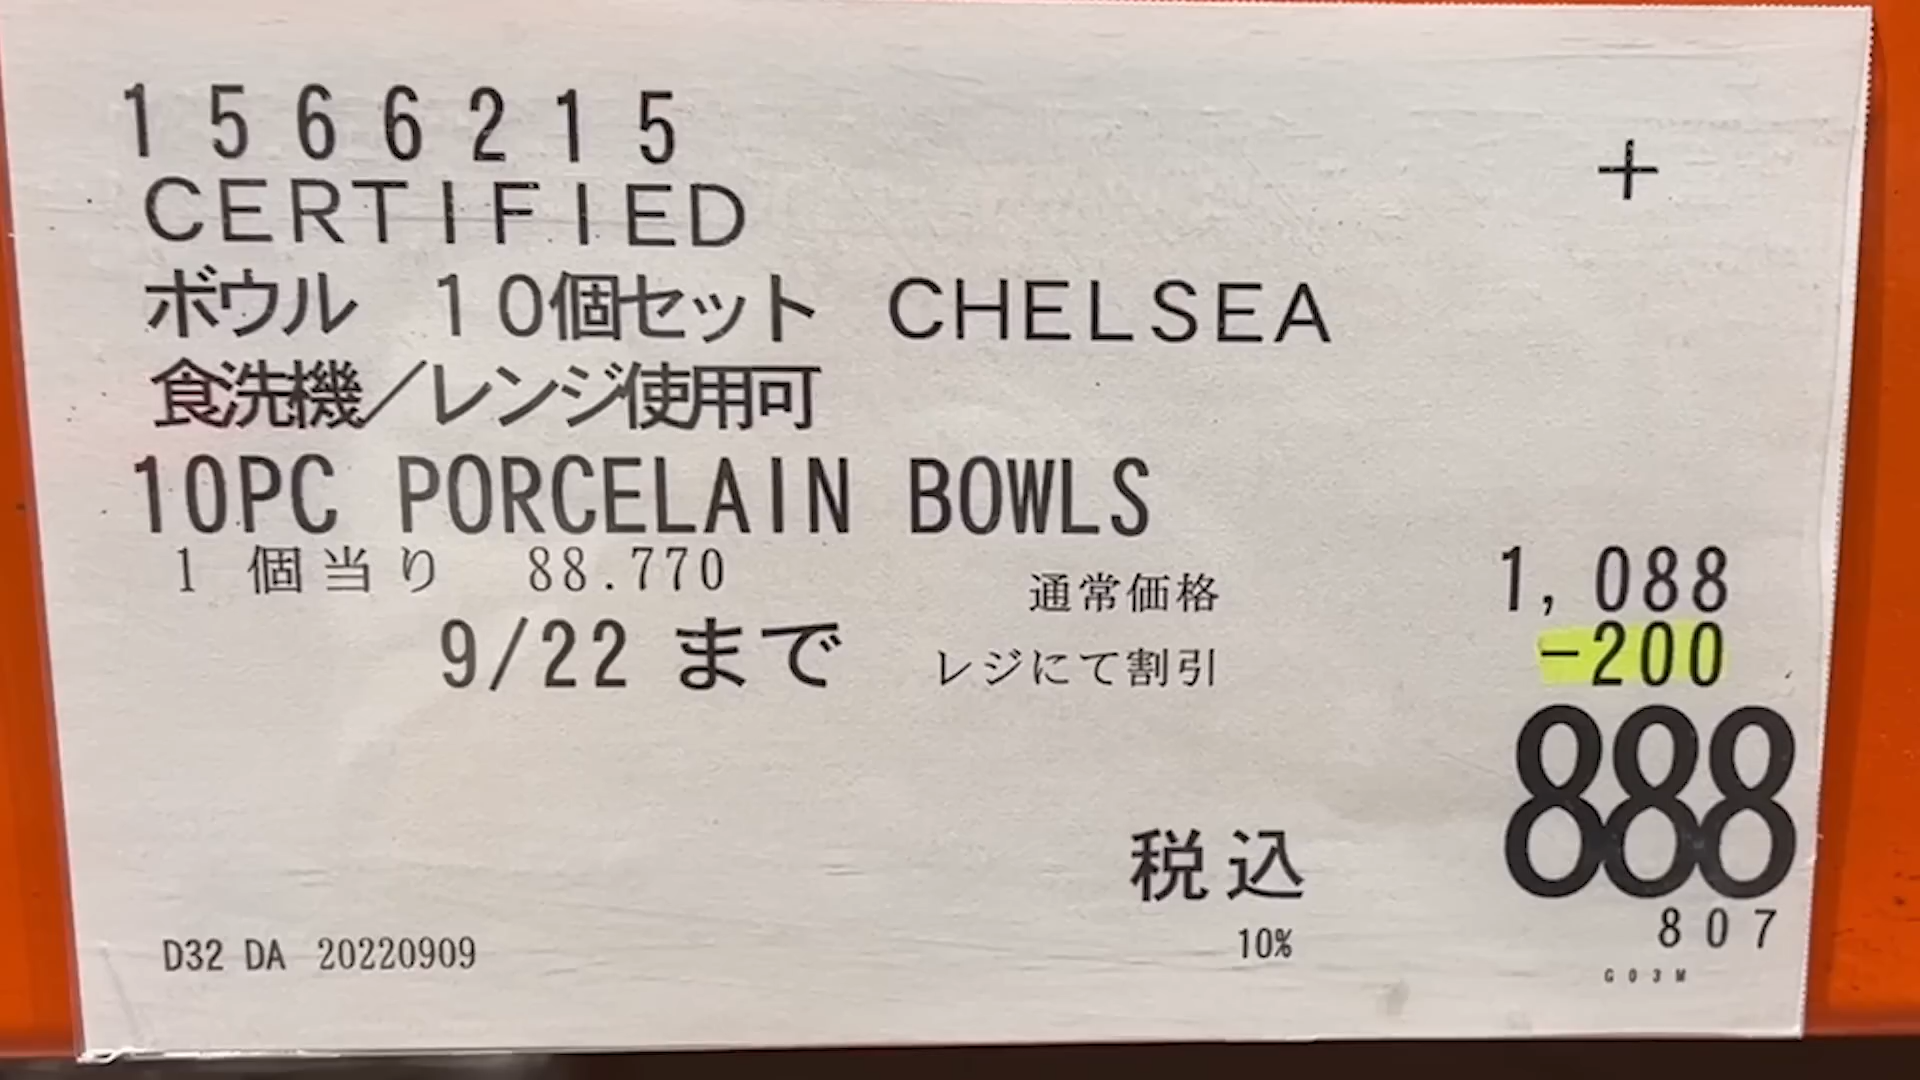 1566215
+
CERTIFIED
ボウル 10個セット CHELSEA
食洗機／レンジ使用可
10PC PORCELAIN BOWLS
1 個当り 88.770
通常価格 1,088
9/22 まで レジにて割引 -200
888
税込
807
10%
D32 DA 20220909
G03M